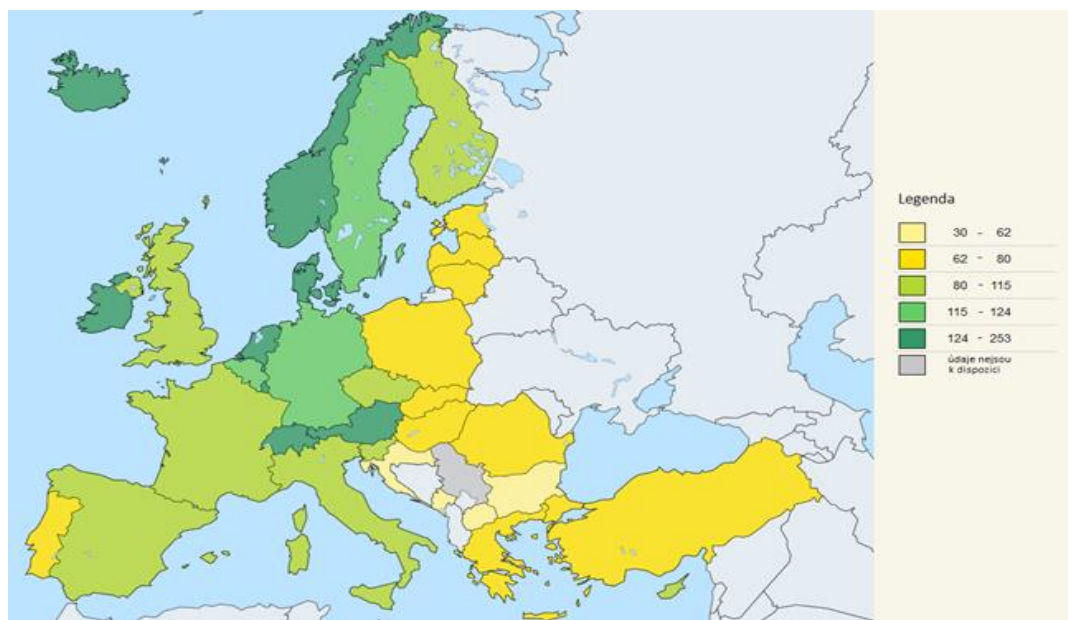 Legenda
30 - 62
62 - 80
80 - 115
115 - 124
124 - 253
údaje nejsou
k dispozici